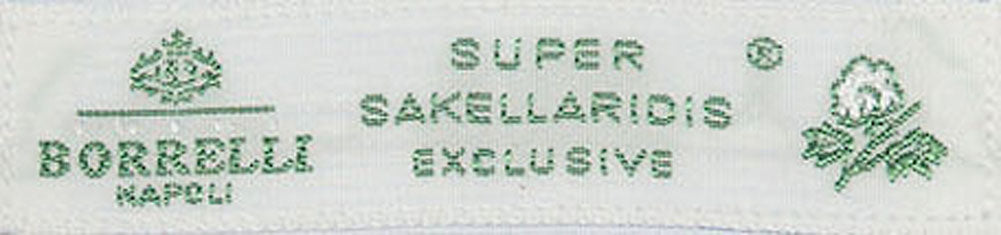 BORRELLI
NAPOLI
SUPER ®
SAKELLARIDIS
EXCLUSIVE